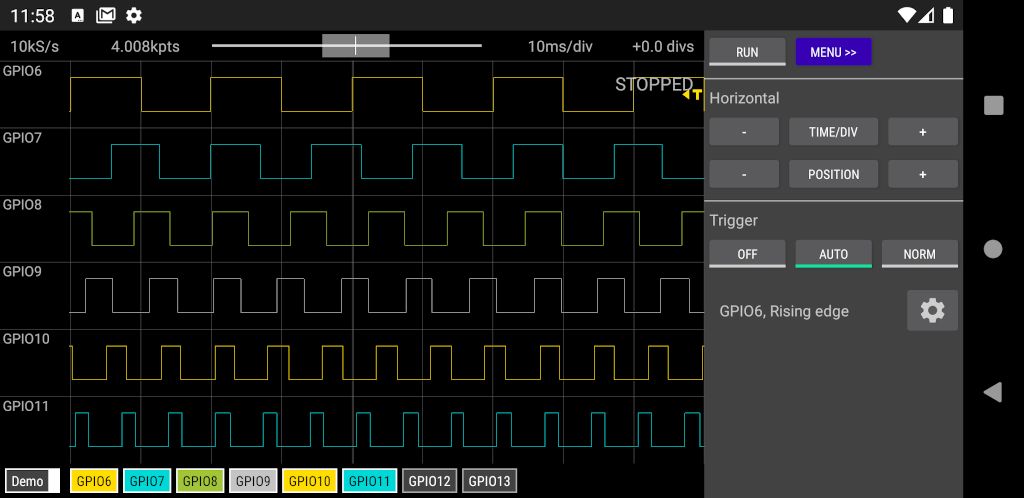 11:58
10kS/s 4.008kpts 10ms/div +0.0 divs
RUN MENU >>
GPIO6
STOPPED
T
Horizontal
- TIME/DIV +
GPIO7
- POSITION +
GPIO8
Trigger
OFF AUTO NORM
GPIO9
GPIO6, Rising edge
GPIO10
GPIO11
Demo GPIO6 GPIO7 GPIO8 GPIO9 GPIO10 GPIO11 GPIO12 GPIO13